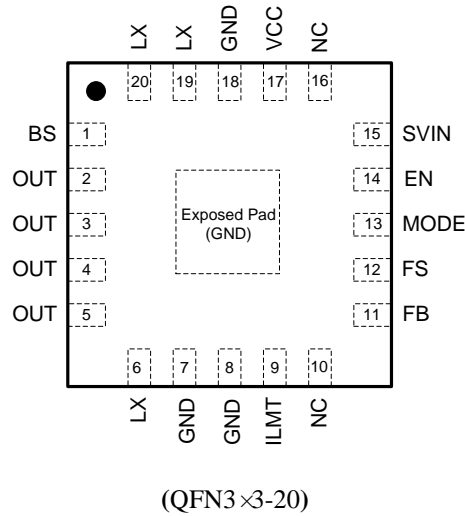 LX LX GND VCC NC
20 19 18 17 16
BS 1 15 SVIN
OUT 2 14 EN
OUT 3 13 MODE
OUT 4 12 FS
OUT 5 11 FB
Exposed Pad
(GND)
6 7 8 9 10
LX GND GND ILMT NC
(QFN3×3-20)